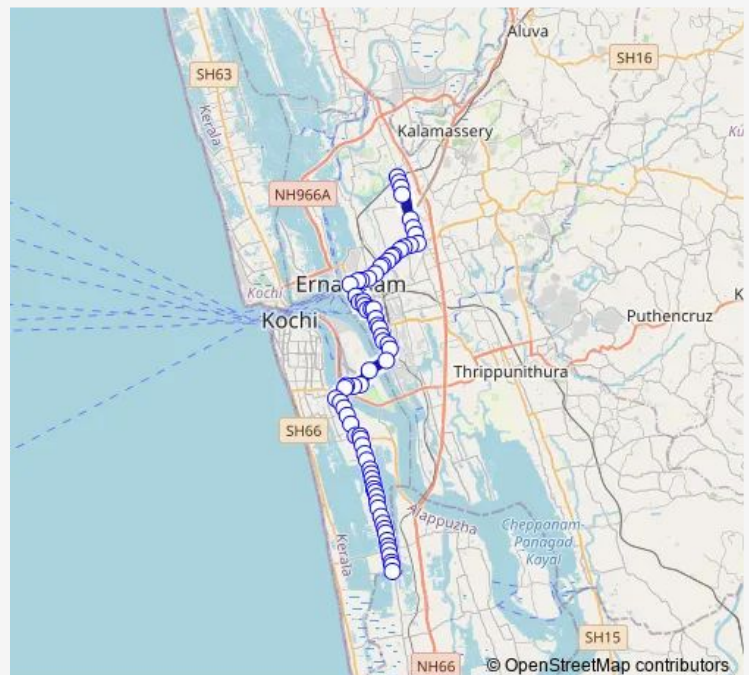 Aluva
SH16
SH63
Kerala
Kalamassery
NH966A
Kochi
Kochi
Puthencruz
K
Thrippunithura
SH66
Alappuzha
Cheppanam-
Panagad
Kayal
Kerala
SH15
NH66
© OpenStreetMap contributors